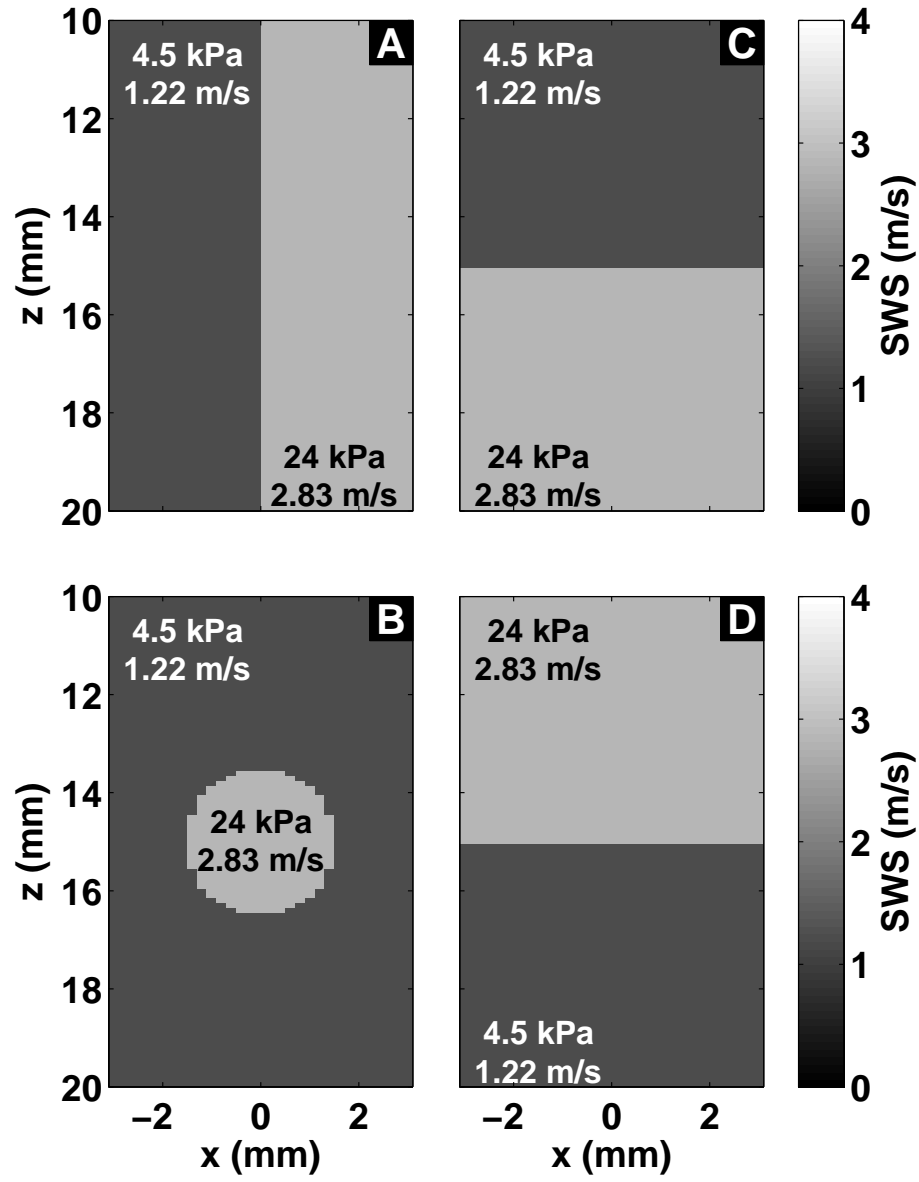 10
12
14
16
18
20
z (mm)
4.5 kPa
1.22 m/s
A
24 kPa
2.83 m/s
4.5 kPa
1.22 m/s
C
24 kPa
2.83 m/s
4
3
2
1
0
SWS (m/s)
10
12
14
16
18
20
z (mm)
4.5 kPa
1.22 m/s
B
24 kPa
2.83 m/s
−2 0 2
x (mm)
24 kPa
2.83 m/s
D
4.5 kPa
1.22 m/s
−2 0 2
x (mm)
4
3
2
1
0
SWS (m/s)